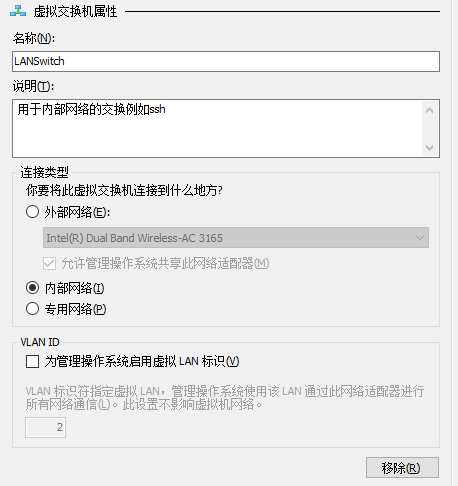 虚拟交换机属性
名称(N):
LANSwitch
说明(T):
用于内部网络的交换例如ssh
连接类型
你要将此虚拟交换机连接到什么地方?
外部网络(E):
Intel(R) Dual Band Wireless-AC 3165
允许管理操作系统共享此网络适配器(M)
内部网络(I)
专用网络(P)
VLAN ID
为管理操作系统启用虚拟 LAN 标识(V)
VLAN 标识符指定虚拟 LAN，管理操作系统使用该 LAN 通过此网络适配器进行
所有网络通信(L)。此设置不影响虚拟机网络。
2
移除(R)